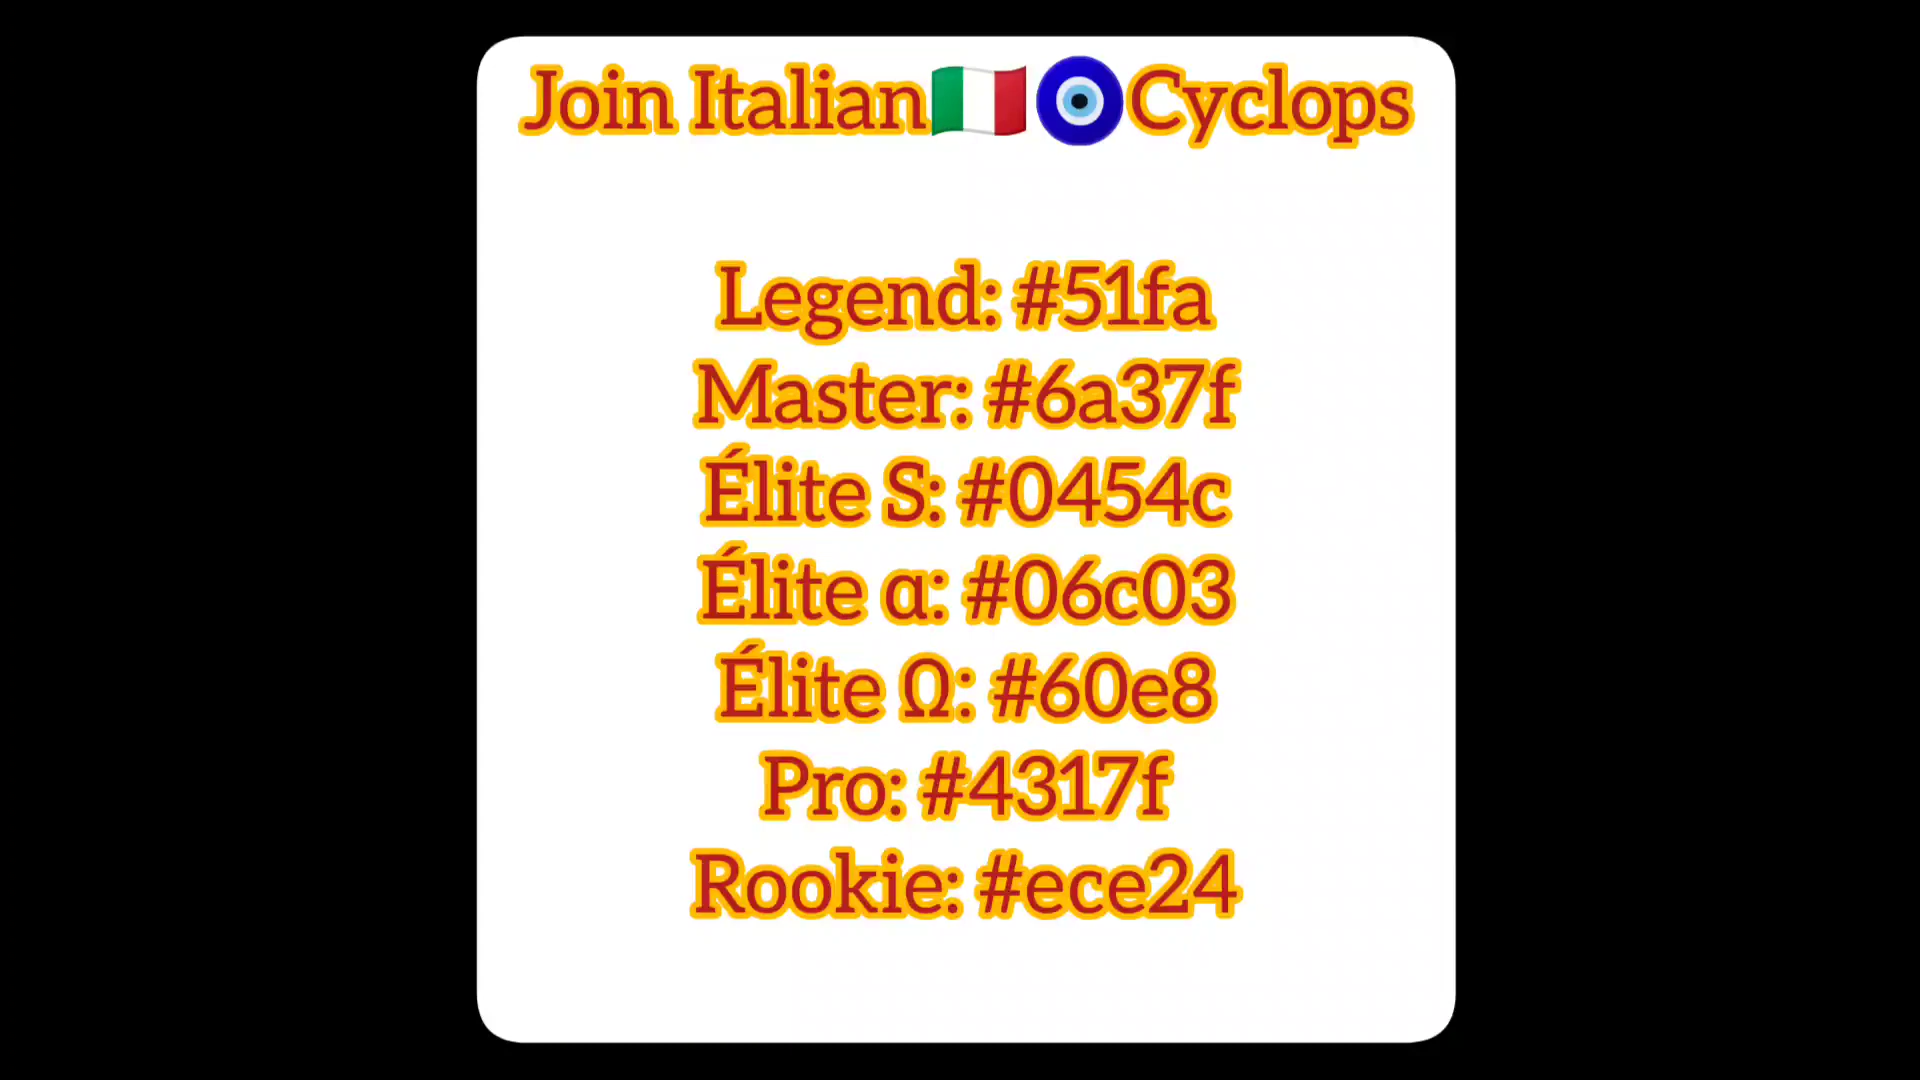 Join Italian🇮🇹🧿Cyclops
Legend: #51fa
Master: #6a37f
Élite S: #0454c
Élite α: #06c03
Élite Ω: #60e8
Pro: #4317f
Rookie: #ece24